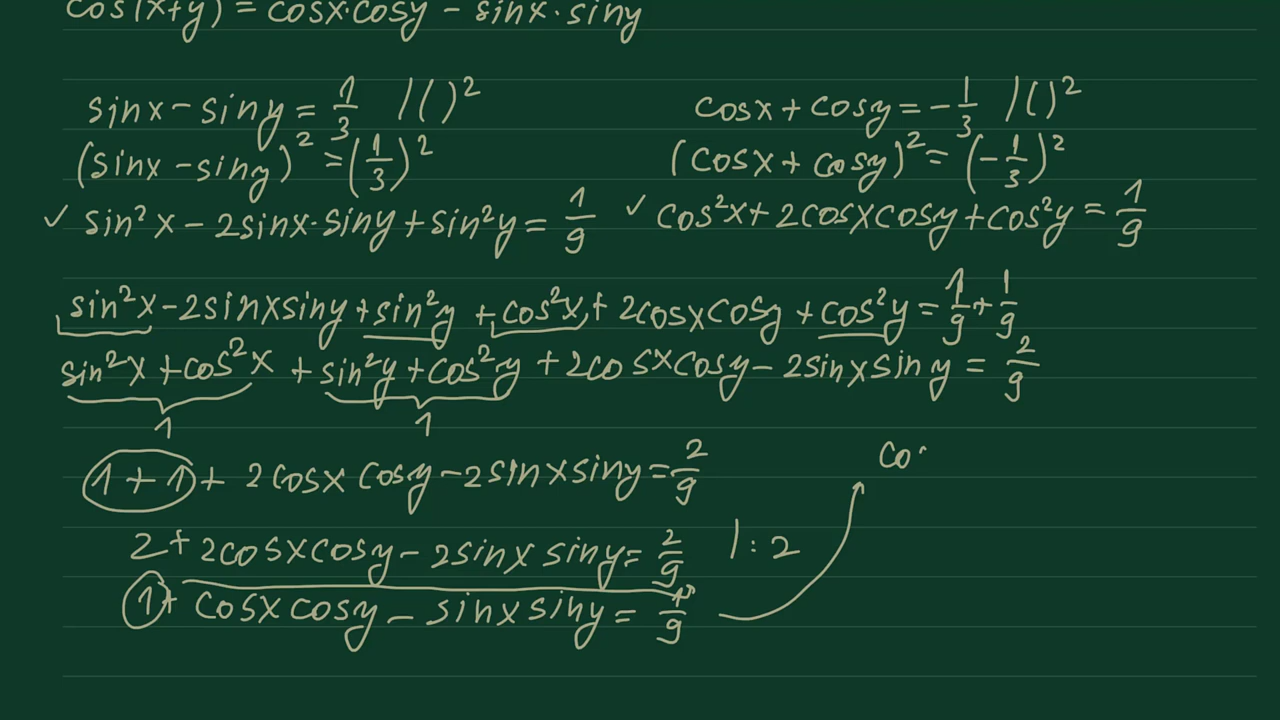 cos(x+y) = cosx·cosy - sinx·siny
sinx - siny = 1/3 /( )²
(sinx - siny)² = (1/3)²
✓ sin²x - 2sinx·siny + sin²y = 1/9
cosx + cosy = -1/3 /( )²
(cosx + cosy)² = (-1/3)²
✓ cos²x + 2cosxcosy + cos²y = 1/9
sin²x - 2sinxsiny + sin²y + cos²x + 2cosxcosy + cos²y = 1/9 + 1/9
sin²x + cos²x + sin²y + cos²y + 2cosxcosy - 2sinxsiny = 2/9
1 1
1 + 1 + 2cosxcosy - 2sinxsiny = 2/9
2 + 2cosxcosy - 2sinxsiny = 2/9 /:2
1 + cosxcosy - sinxsiny = 1/9
co